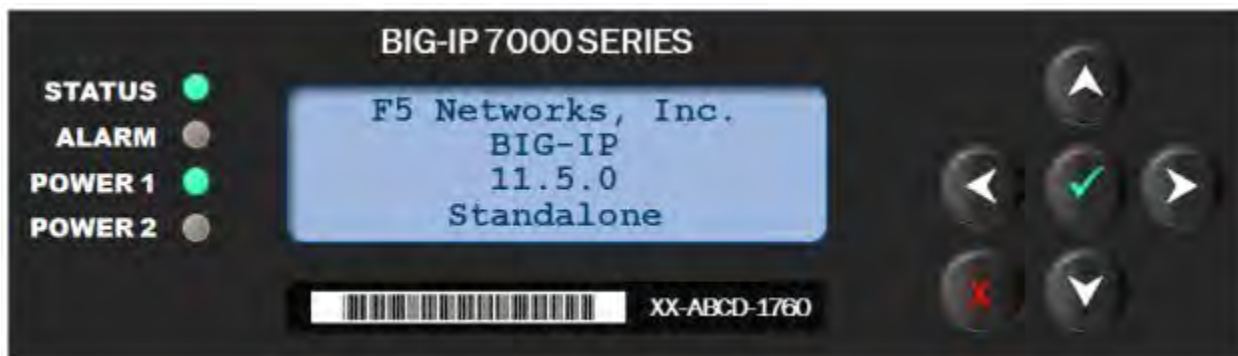 BIG-IP 7000 SERIES
STATUS
ALARM
POWER 1
POWER 2
F5 Networks, Inc.
BIG-IP
11.5.0
Standalone
XX-ABCD-1760
X